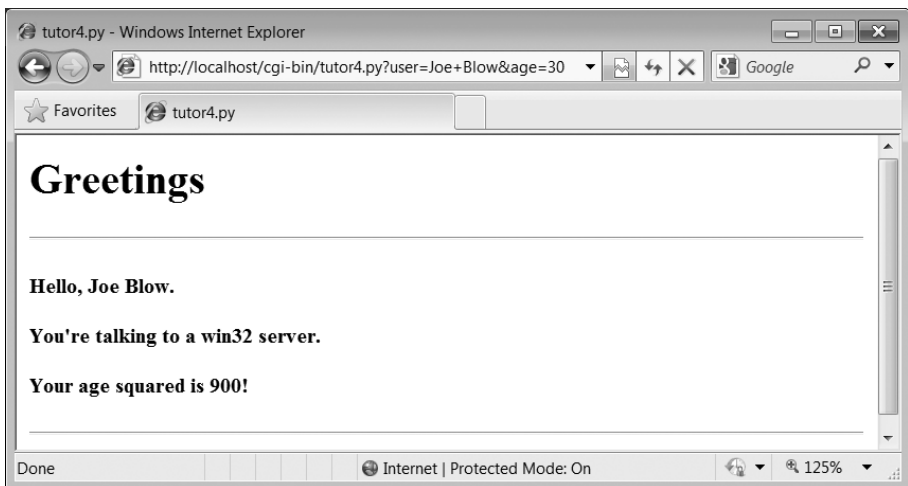 tutor4.py - Windows Internet Explorer
http://localhost/cgi-bin/tutor4.py?user=Joe+Blow&age=30
Google
Favorites
tutor4.py
Greetings
Hello, Joe Blow.
You're talking to a win32 server.
Your age squared is 900!
Done
Internet | Protected Mode: On
125%